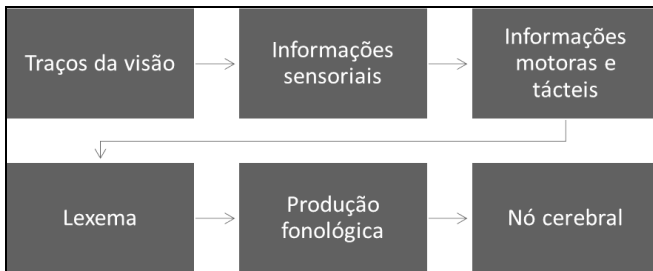 Traços da visão
Informações
sensoriais
Informações
motoras e
tácteis
Lexema
Produção
fonológica
Nó cerebral